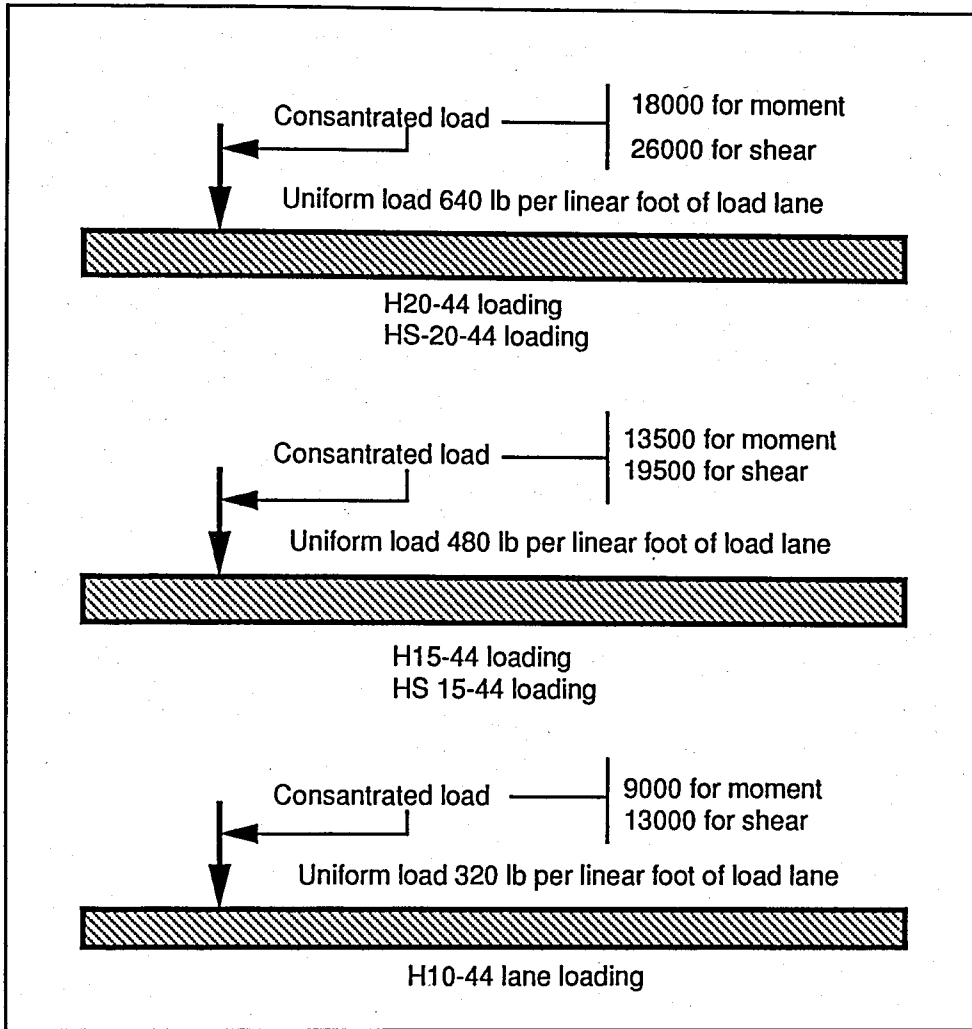 Consantrated load
18000 for moment
26000 for shear
Uniform load 640 lb per linear foot of load lane
H20-44 loading
HS-20-44 loading
Consantrated load
13500 for moment
19500 for shear
Uniform load 480 lb per linear foot of load lane
H15-44 loading
HS 15-44 loading
Consantrated load
9000 for moment
13000 for shear
Uniform load 320 lb per linear foot of load lane
H10-44 lane loading